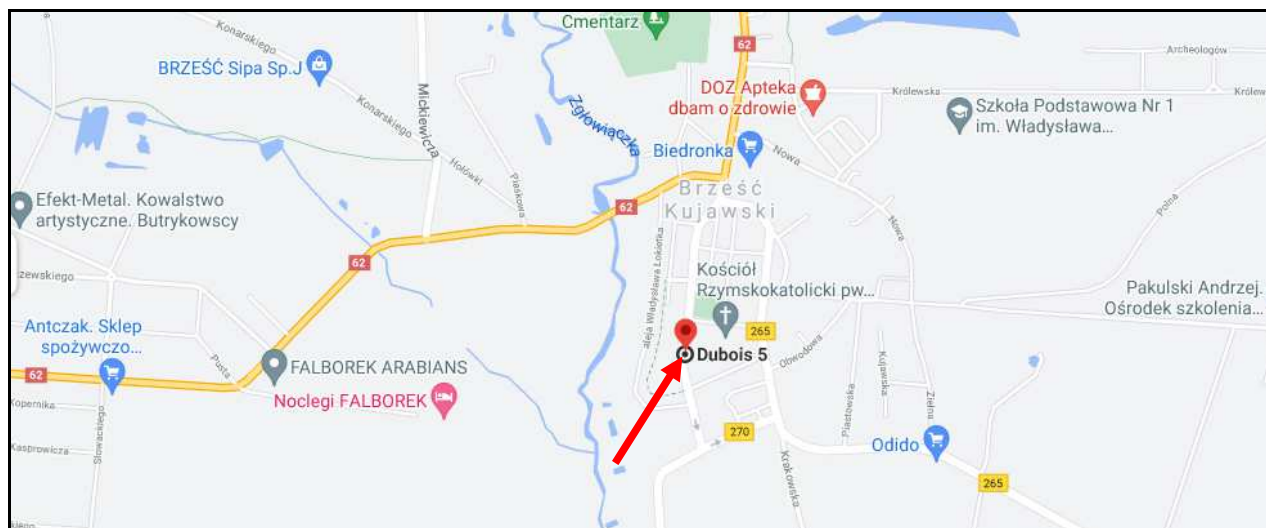 Cmentarz
Konarskiego
62
Archeologów
BRZEŚĆ Sipa Sp.J
DOZ Apteka
dbam o zdrowie
Królewska
Szkoła Podstawowa Nr 1
im. Władysława...
Mickiewicza
Konarskiego
Zgłowiączka
Biedronka
Nowa
Hołówki
Piaskowa
Brześć
Kujawski
Efekt-Metal. Kowalstwo
artystyczne. Butrykowscy
62
Polna
Nowa
aleja Władysława Łokietka
62
Kościół
Rzymskokatolicki pw...
Pakulski Andrzej.
Ośrodek szkolenia...
Antczak. Sklep
spożywczo...
265
Obwodowa
Dubois 5
Kujawska
Pusta
FALBOREK ARABIANS
62
Noclegi FALBOREK
Kopernika
Słowackiego
Piastowska
Zielna
270
Odido
Kasprowicza
Krakowska
265